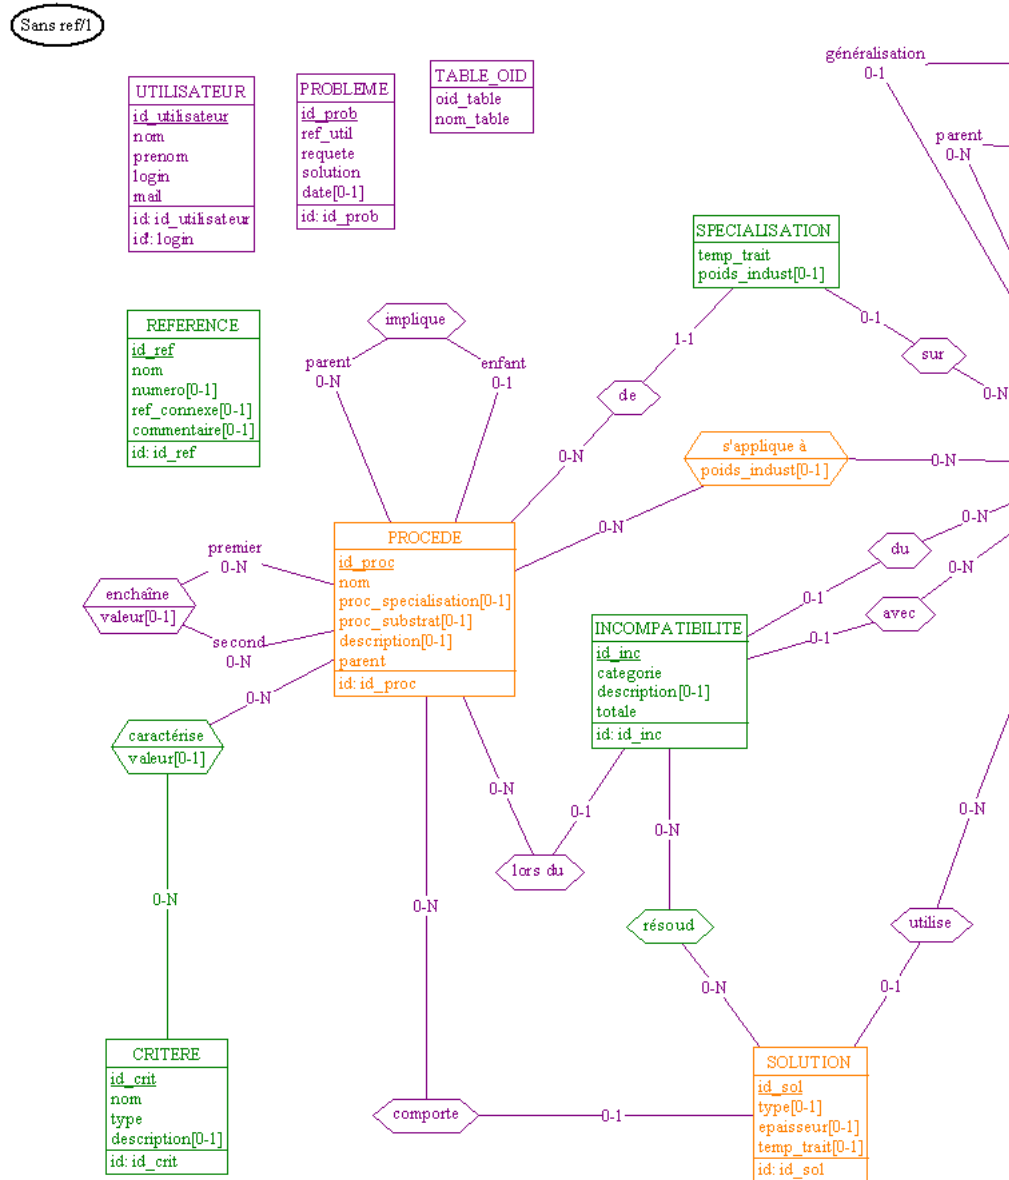 Sans ref/1
UTILISATEUR
id_utilisateur
nom
prenom
login
mail
id: id_utilisateur
id': login
PROBLEME
id_prob
ref_util
requete
solution
date[0-1]
id: id_prob
TABLE_OID
oid_table
nom_table
généralisation
0-1
parent
0-N
SPECIALISATION
temp_trait
poids_indust[0-1]
REFERENCE
id_ref
nom
numero[0-1]
ref_connexe[0-1]
commentaire[0-1]
id: id_ref
implique
parent
0-N
enfant
0-1
1-1
de
0-N
0-1
sur
0-N
s'applique à
poids_indust[0-1]
0-N
0-N
PROCEDE
id_proc
nom
proc_specialisation[0-1]
proc_substrat[0-1]
description[0-1]
parent
id: id_proc
premier
0-N
enchaîne
valeur[0-1]
second
0-N
0-N
du
0-1
0-N
avec
0-1
INCOMPATIBILITE
id_inc
categorie
description[0-1]
totale
id: id_inc
0-N
caractérise
valeur[0-1]
0-N
0-N
lors du
0-1
0-N
résoud
0-N
0-N
utilise
0-1
0-N
CRITERE
id_crit
nom
type
description[0-1]
id: id_crit
comporte
0-1
SOLUTION
id_sol
type[0-1]
epaisseur[0-1]
temp_trait[0-1]
id: id_sol